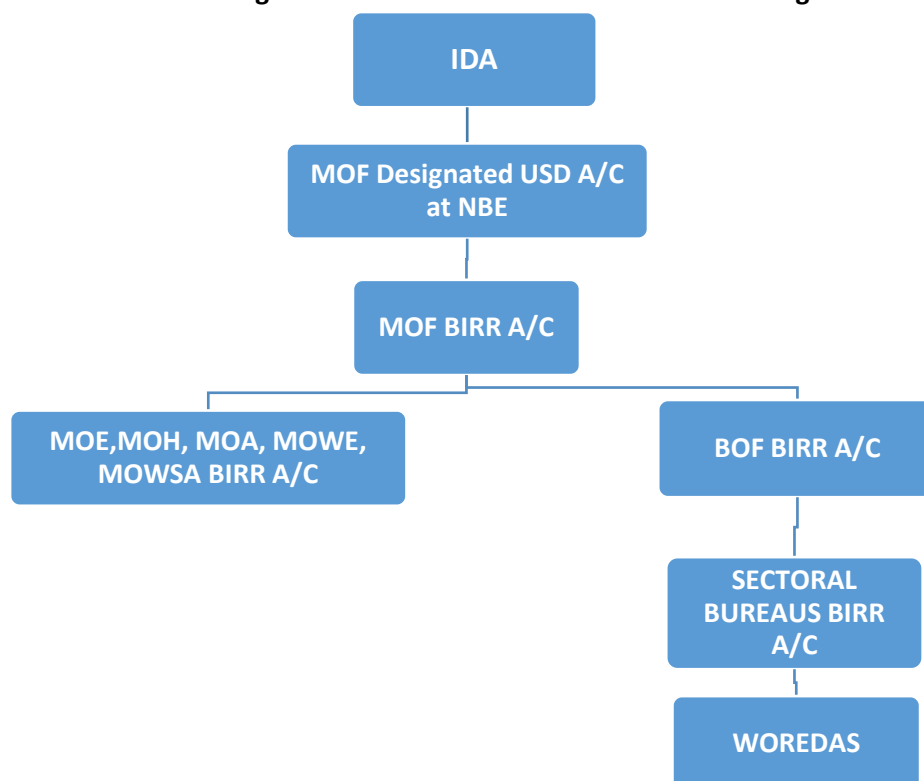 IDA
MOF Designated USD A/C
at NBE
MOF BIRR A/C
MOE,MOH, MOA, MOWE,
MOWSA BIRR A/C
BOF BIRR A/C
SECTORAL
BUREAUS BIRR
A/C
WOREDAS